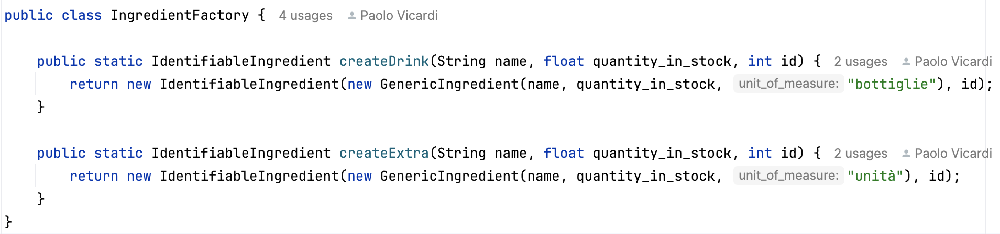 public class IngredientFactory { 4 usages Paolo Vicardi
public static IdentifiableIngredient createDrink(String name, float quantity_in_stock, int id) { 2 usages Paolo Vicardi
return new IdentifiableIngredient(new GenericIngredient(name, quantity_in_stock, unit_of_measure: "bottiglie"), id);
}
public static IdentifiableIngredient createExtra(String name, float quantity_in_stock, int id) { 2 usages Paolo Vicardi
return new IdentifiableIngredient(new GenericIngredient(name, quantity_in_stock, unit_of_measure: "unità"), id);
}
}